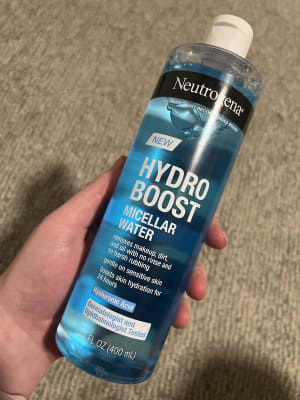 Neutrogena®
NEW
HYDRO
BOOST
MICELLAR
WATER
removes makeup, dirt,
and oil with no rinse and
no harsh rubbing
gentle on sensitive skin
boosts skin hydration for
24 hours
Hyaluronic Acid
Dermatologist and
Ophthalmologist Tested
FL OZ (400 mL)